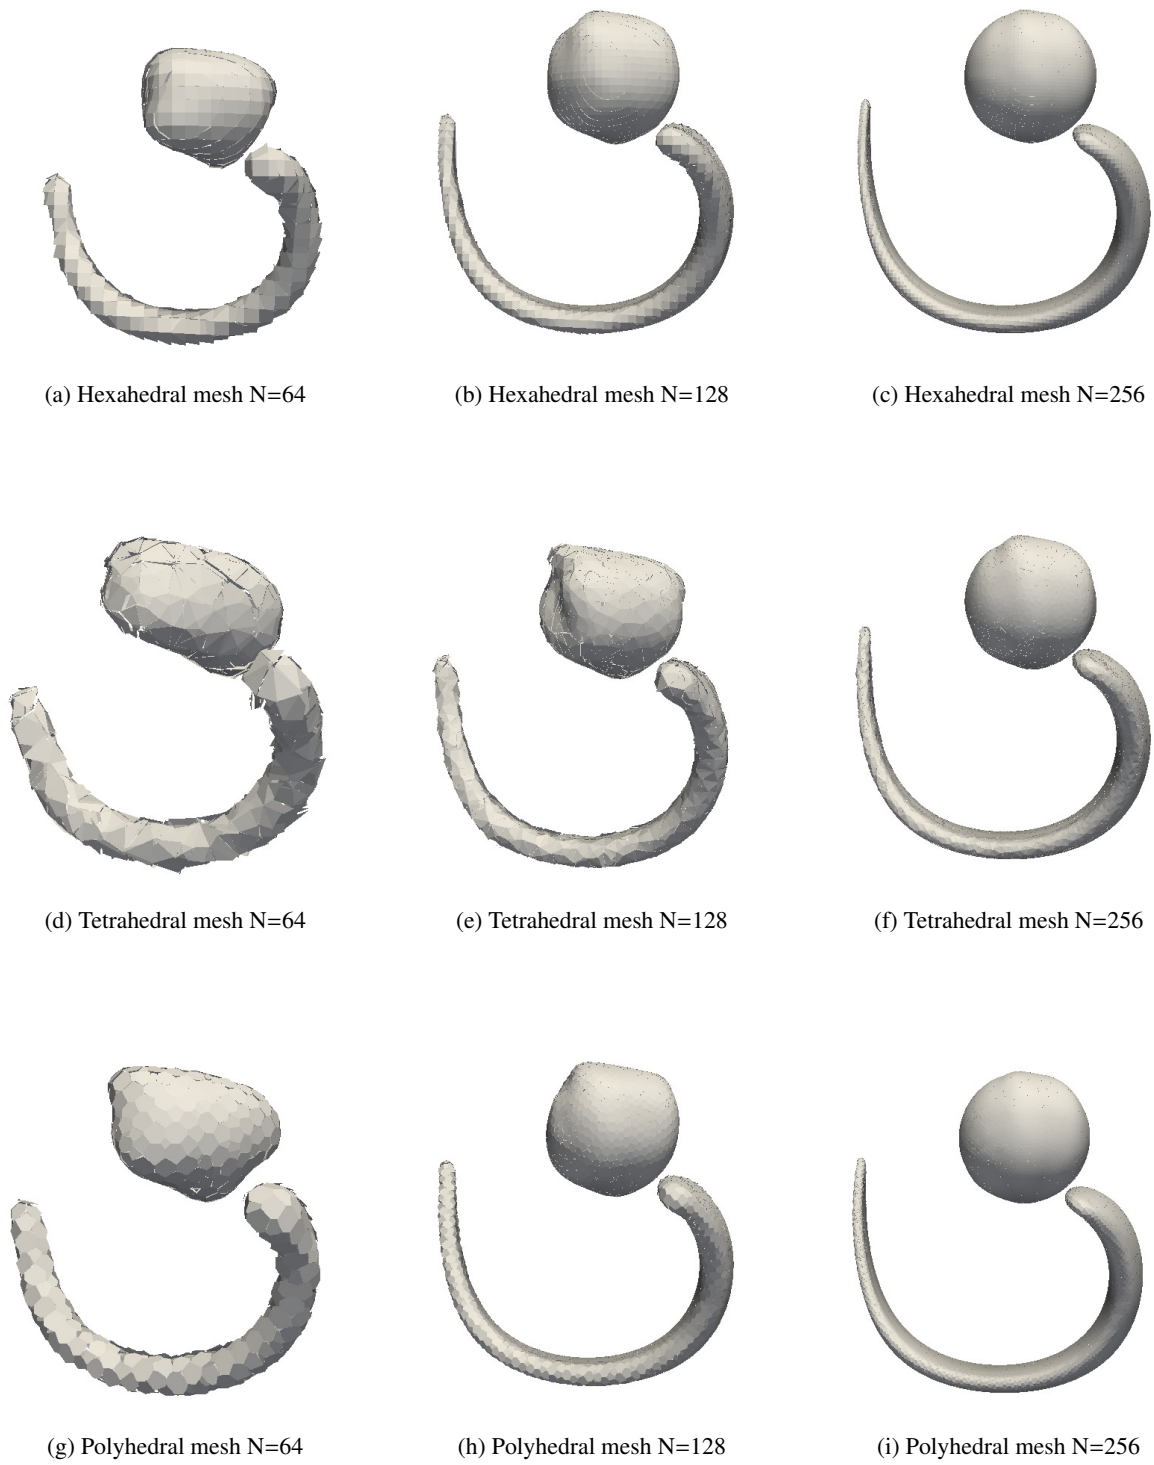 (a) Hexahedral mesh N=64
(b) Hexahedral mesh N=128
(c) Hexahedral mesh N=256
(d) Tetrahedral mesh N=64
(e) Tetrahedral mesh N=128
(f) Tetrahedral mesh N=256
(g) Polyhedral mesh N=64
(h) Polyhedral mesh N=128
(i) Polyhedral mesh N=256